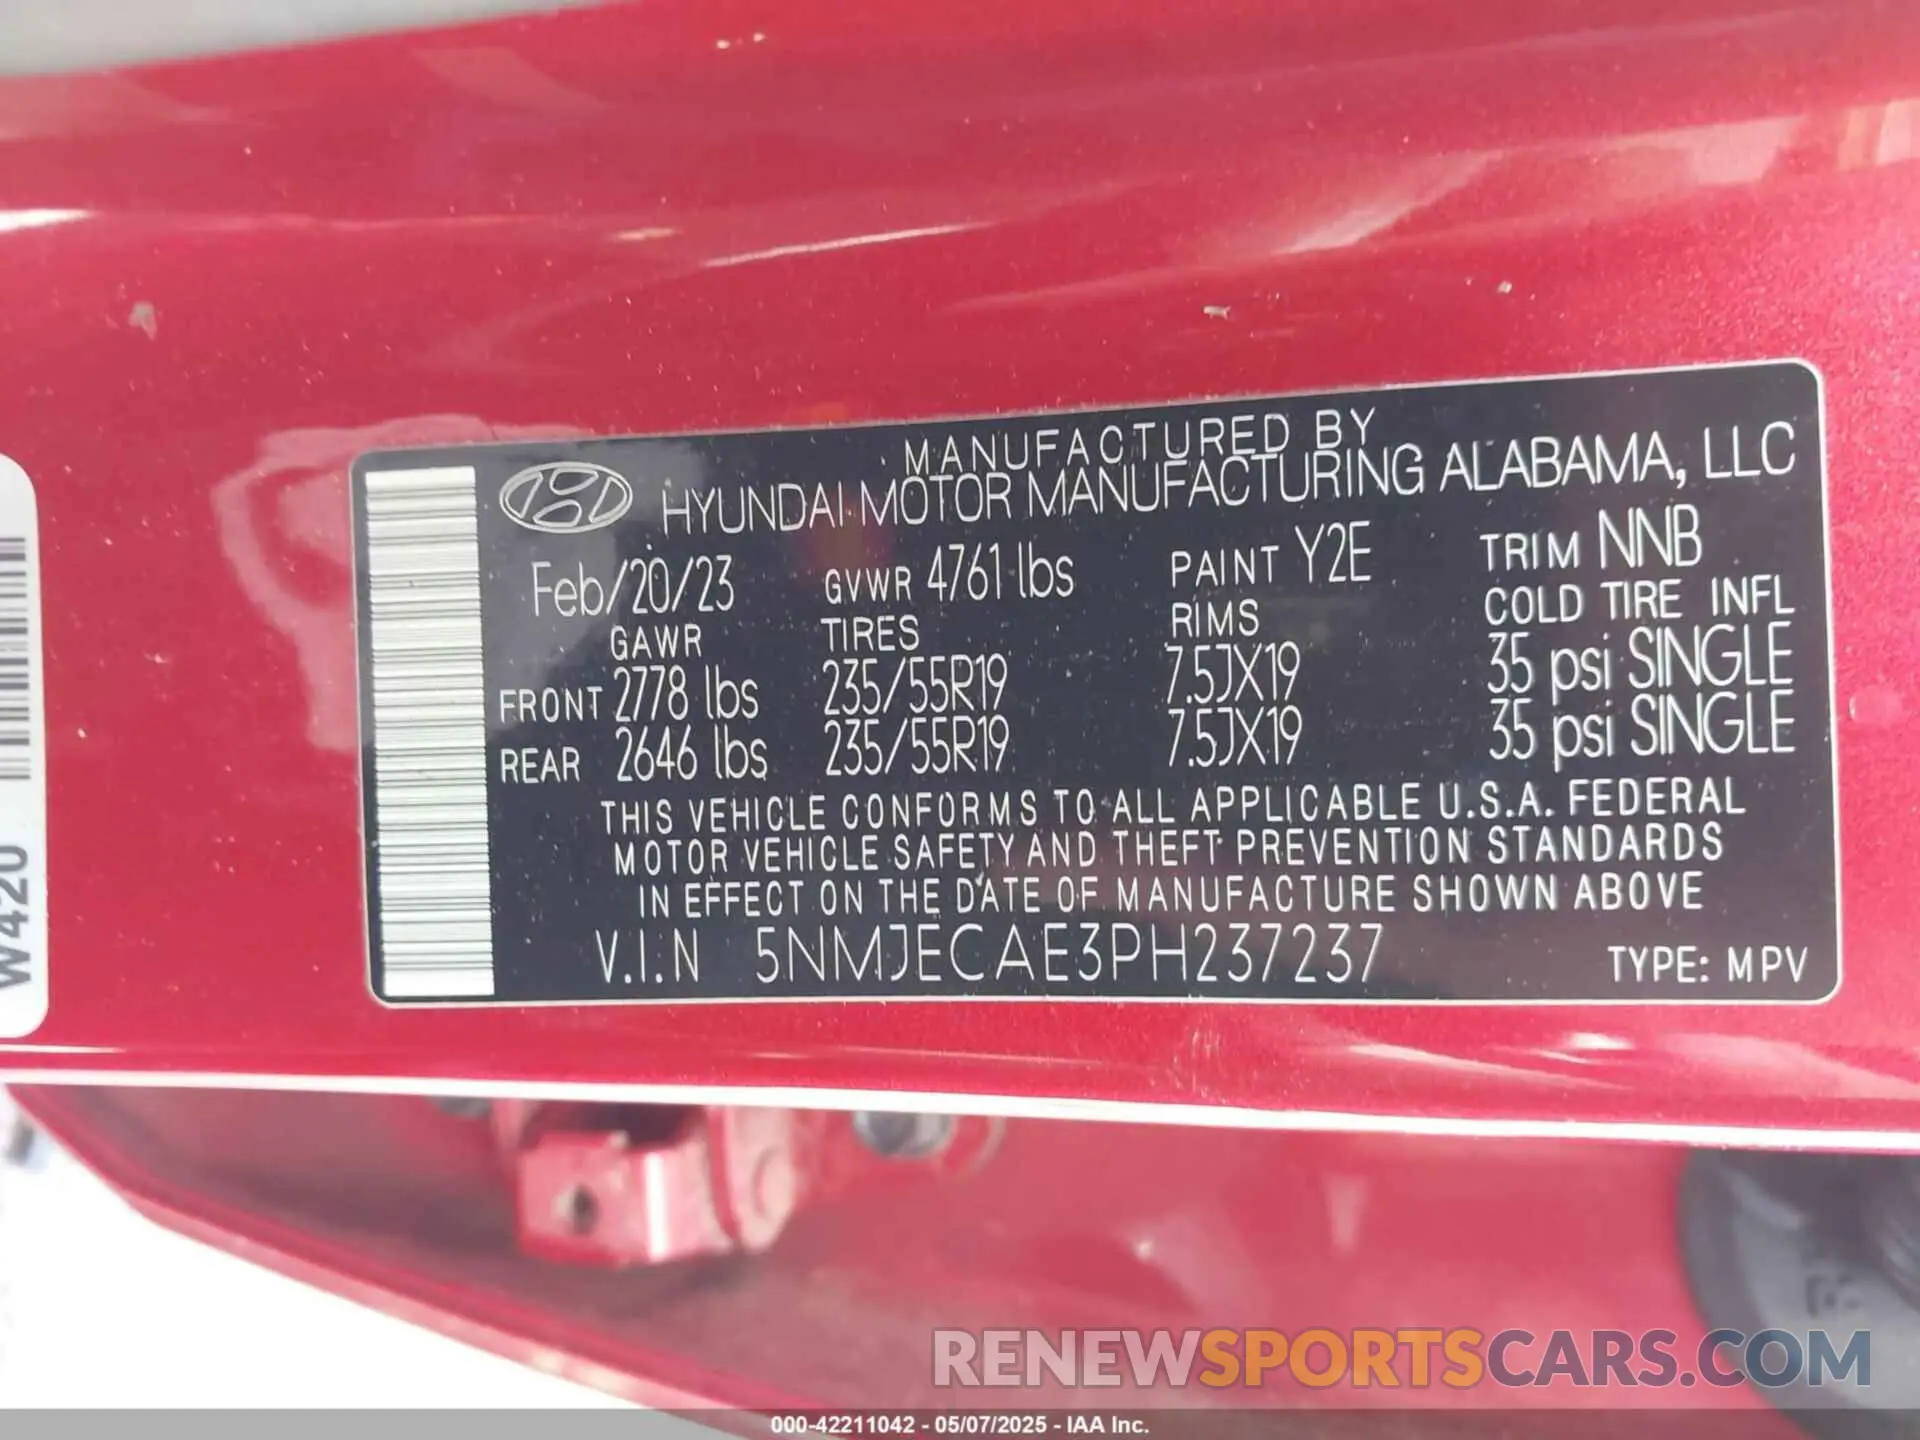 MANUFACTURED BY
HYUNDAI MOTOR MANUFACTURING ALABAMA, LLC
Feb/20/23 GVWR 4761 lbs PAINT Y2E TRIM NNB
GAWR TIRES RIMS COLD TIRE INFL
FRONT 2778 lbs 235/55R19 7.5JX19 35 psi SINGLE
REAR 2646 lbs 235/55R19 7.5JX19 35 psi SINGLE
THIS VEHICLE CONFORMS TO ALL APPLICABLE U.S.A. FEDERAL
MOTOR VEHICLE SAFETY AND THEFT PREVENTION STANDARDS
IN EFFECT ON THE DATE OF MANUFACTURE SHOWN ABOVE
V.I.N 5NMJECAE3PH237237 TYPE: MPV
W420
RENEWSPORTSCARS.COM
000-42211042 - 05/07/2025 - IAA Inc.